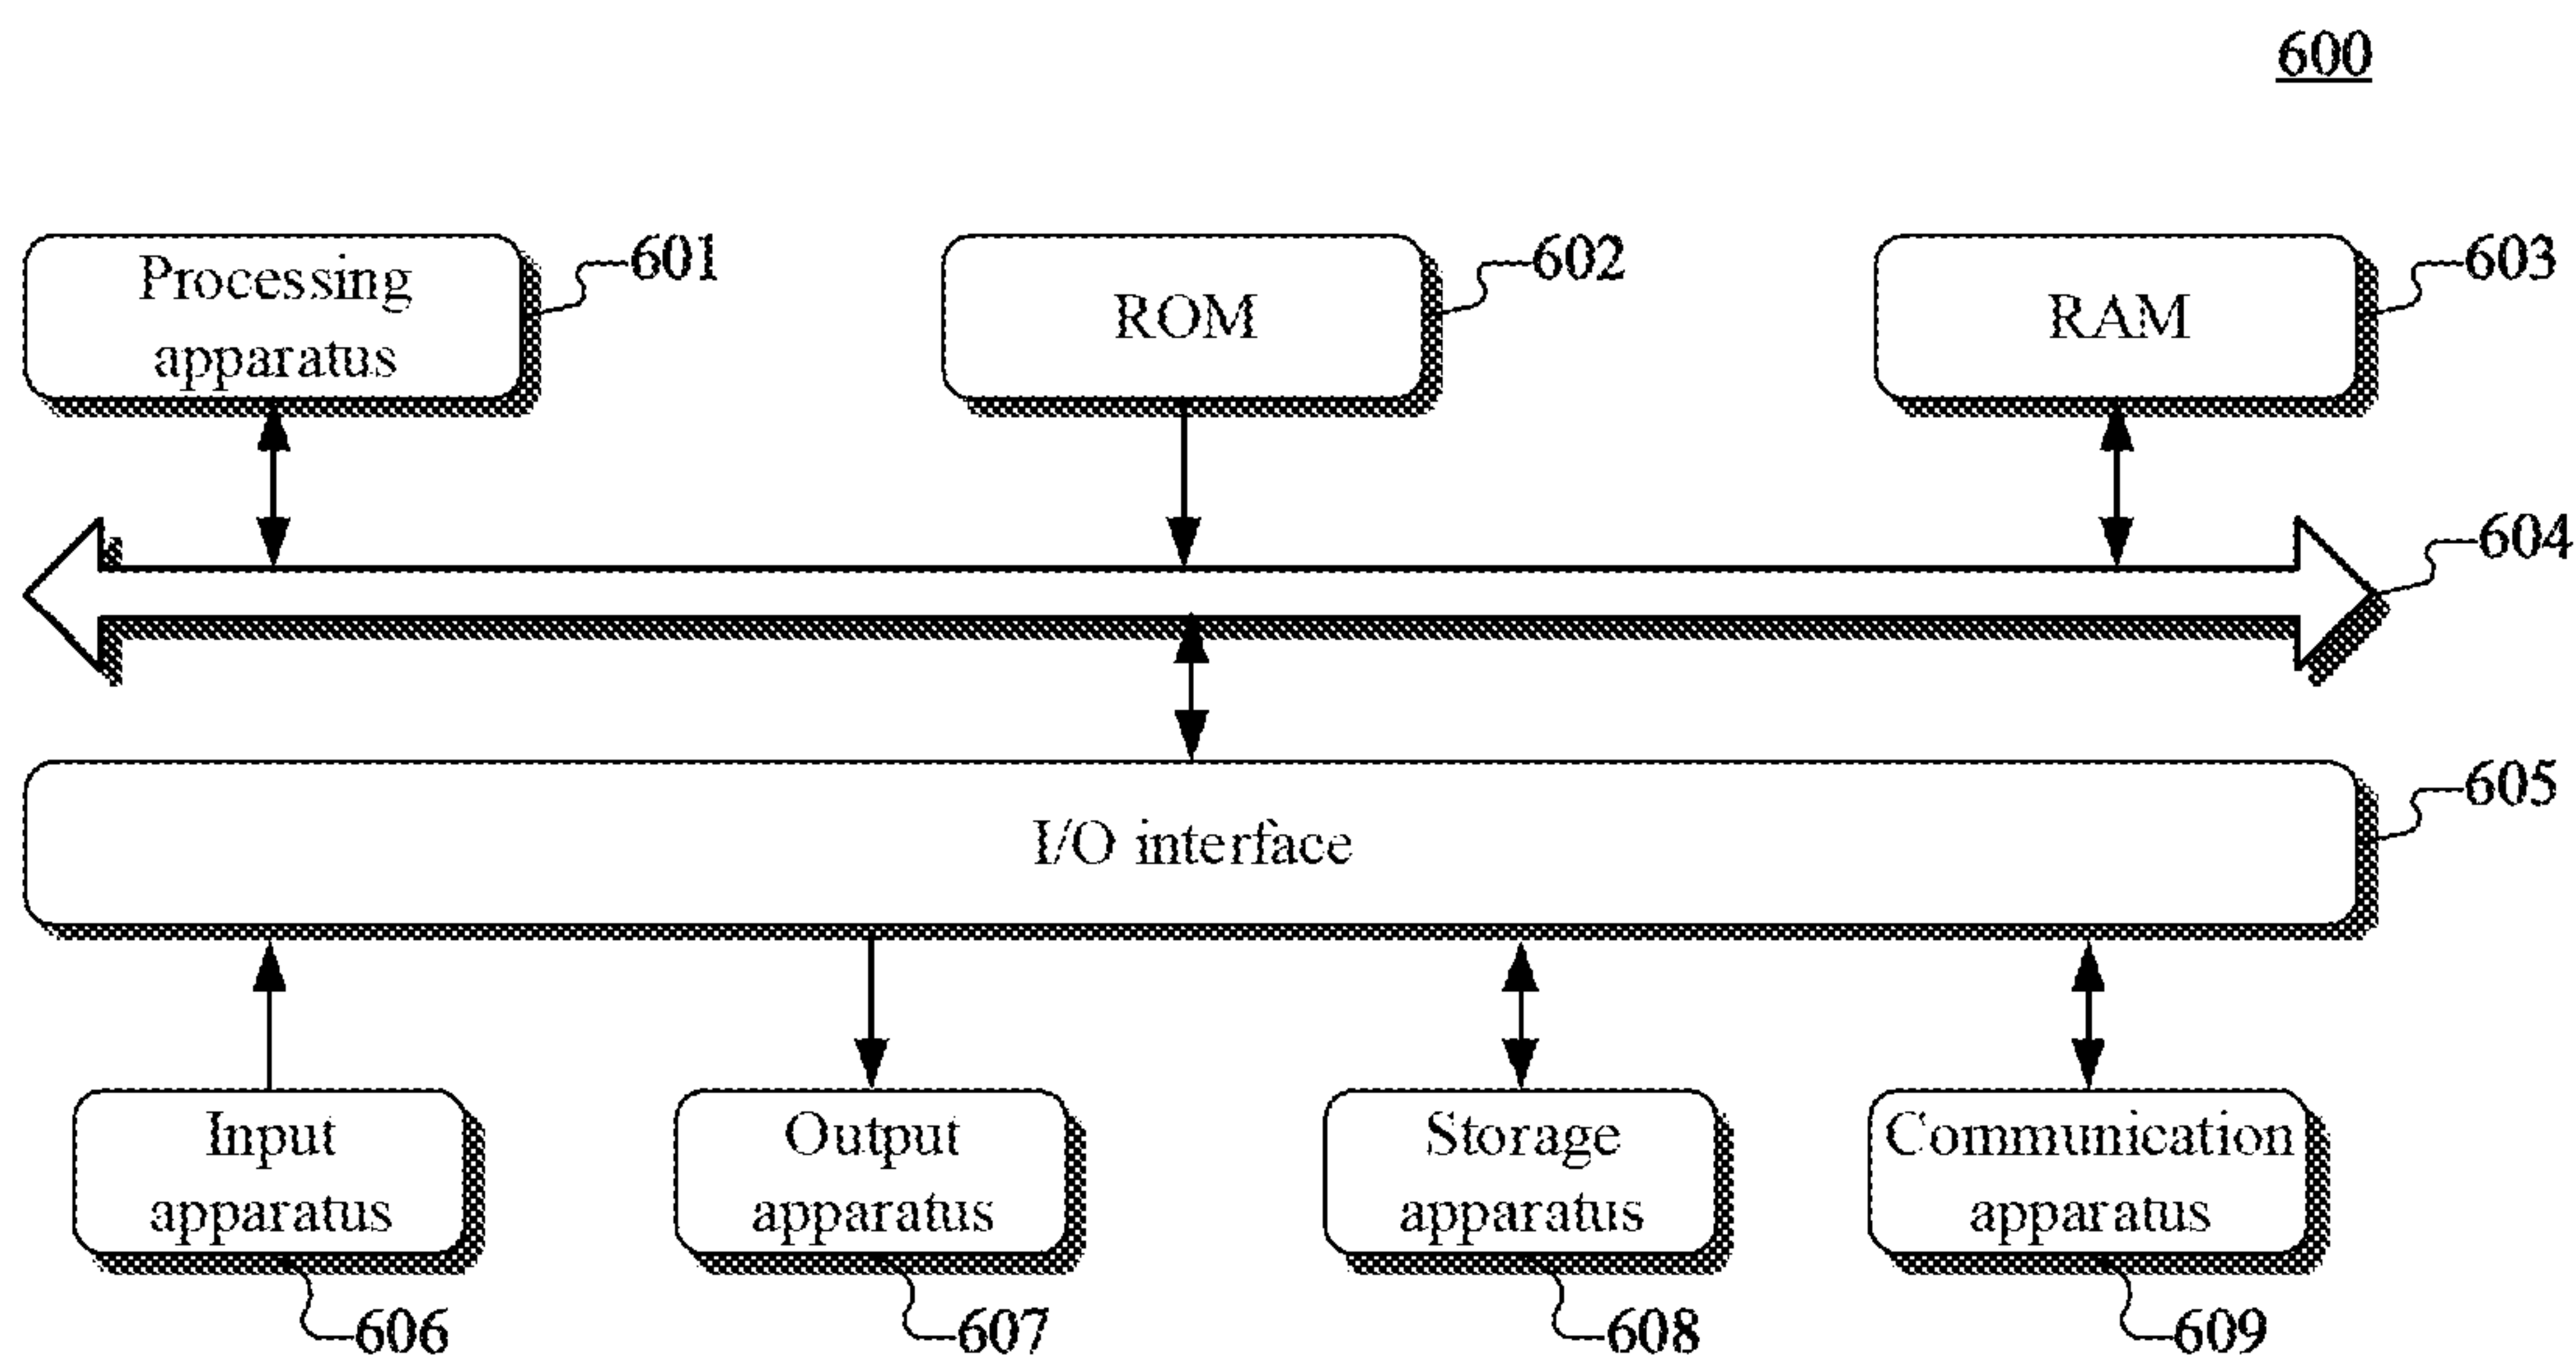 600
Processing
apparatus
601
ROM
602
RAM
603
604
I/O interface
605
Input
apparatus
606
Output
apparatus
607
Storage
apparatus
608
Communication
apparatus
609